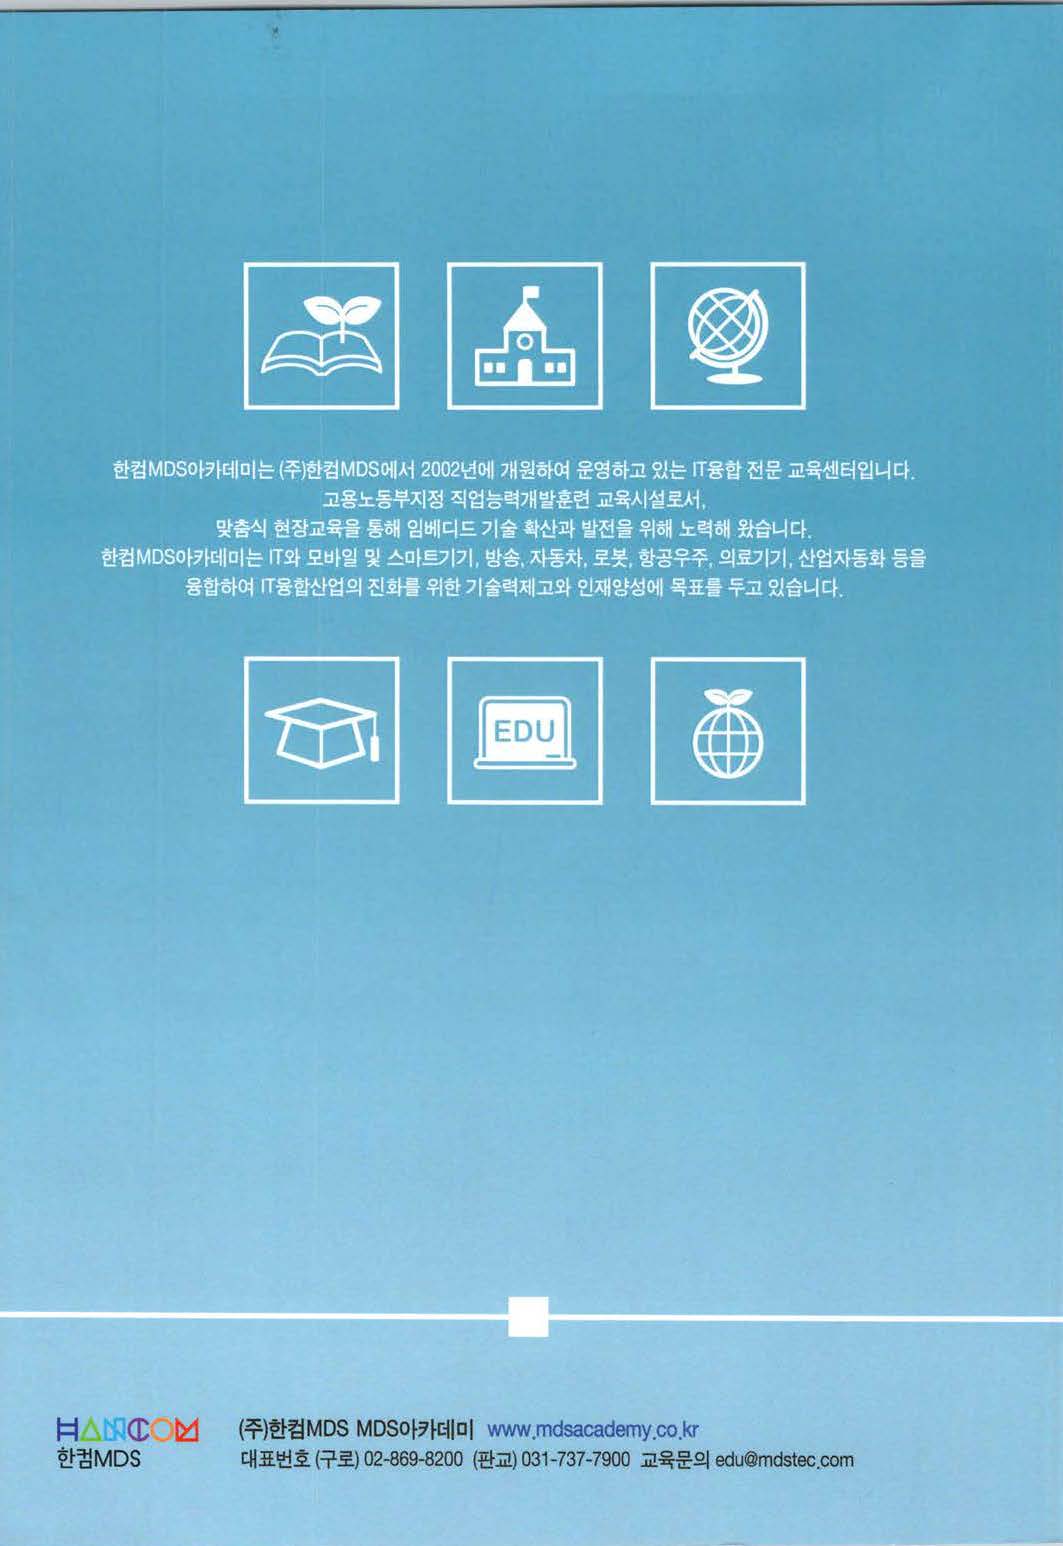 한컴MDS아카데미는 (주)한컴MDS에서 2002년에 개원하여 운영하고 있는 IT융합 전문 교육센터입니다.
고용노동부지정 직업능력개발훈련 교육시설로서,
맞춤식 현장교육을 통해 임베디드 기술 확산과 발전을 위해 노력해 왔습니다.
한컴MDS아카데미는 IT와 모바일 및 스마트기기, 방송, 자동차, 로봇, 항공우주, 의료기기, 산업자동화 등을
융합하여 IT융합산업의 진화를 위한 기술력제고와 인재양성에 목표를 두고 있습니다.
EDU
HANCOM
한컴MDS
(주)한컴MDS MDS아카데미 www.mdsacademy.co.kr
대표번호 (구로) 02-869-8200 (판교) 031-737-7900 교육문의 edu@mdstec.com